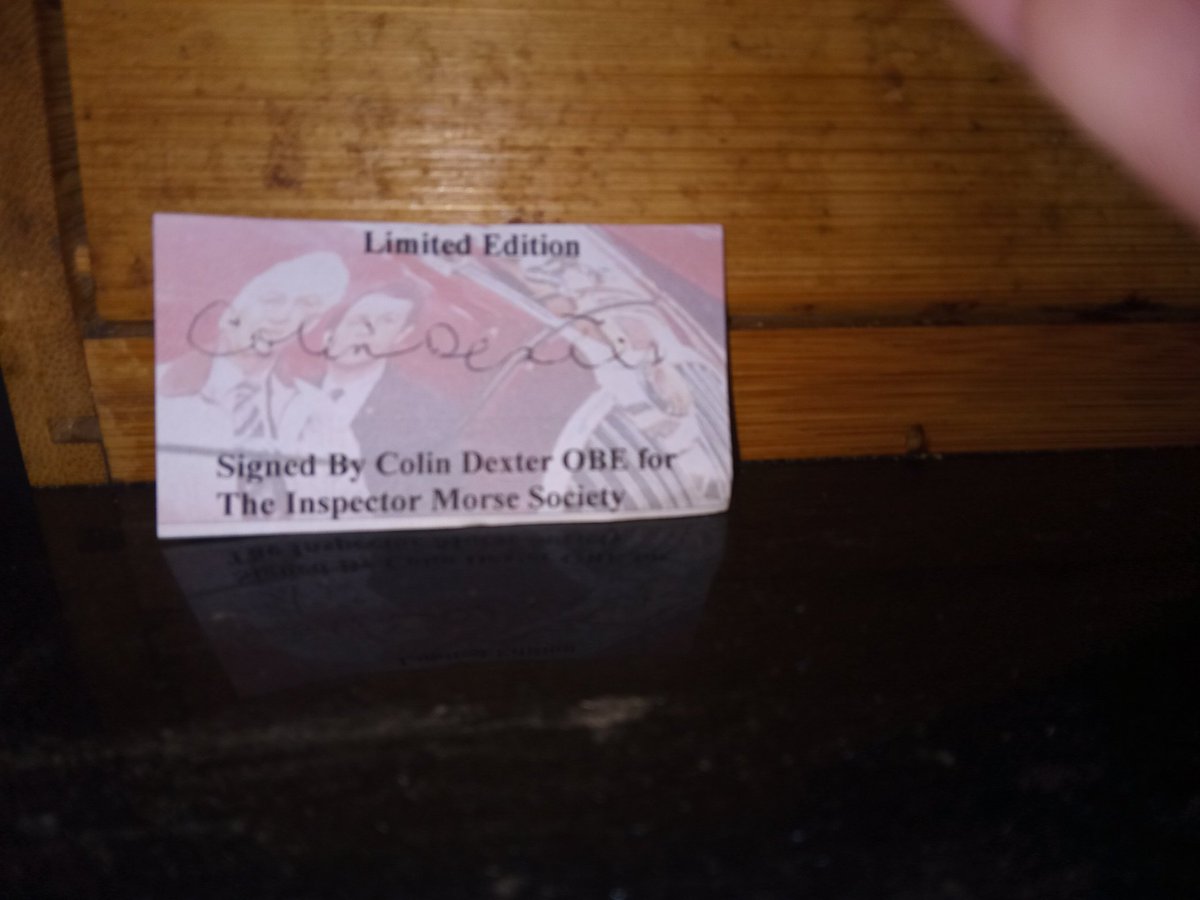 Limited Edition
Colin Dexter
Signed By Colin Dexter OBE for
The Inspector Morse Society